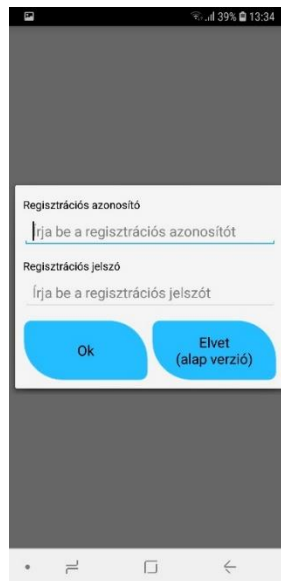 39% 13:34
Regisztrációs azonosító
Írja be a regisztrációs azonosítót
Regisztrációs jelszó
Írja be a regisztrációs jelszót
Ok
Elvet
(alap verzió)